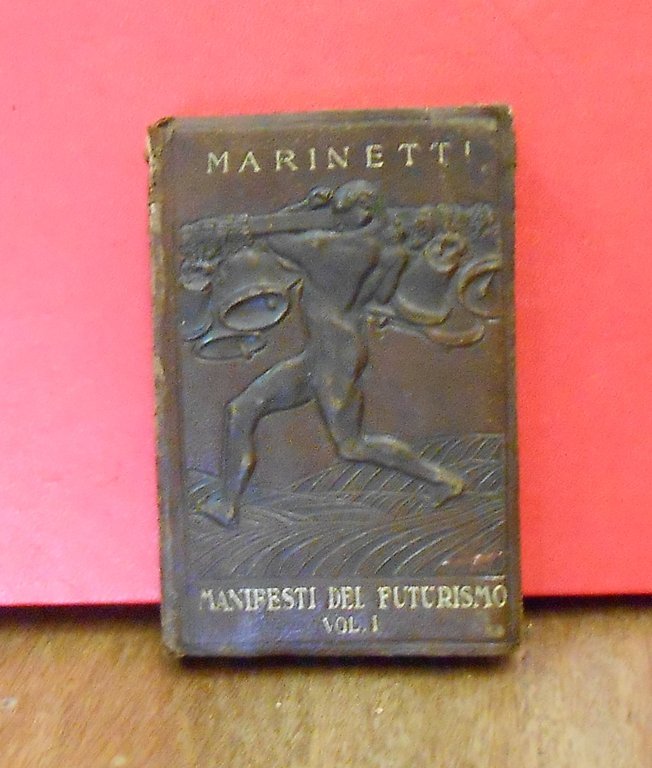 MARINETTI
MANIFESTI DEL FUTURISMO
VOL. I